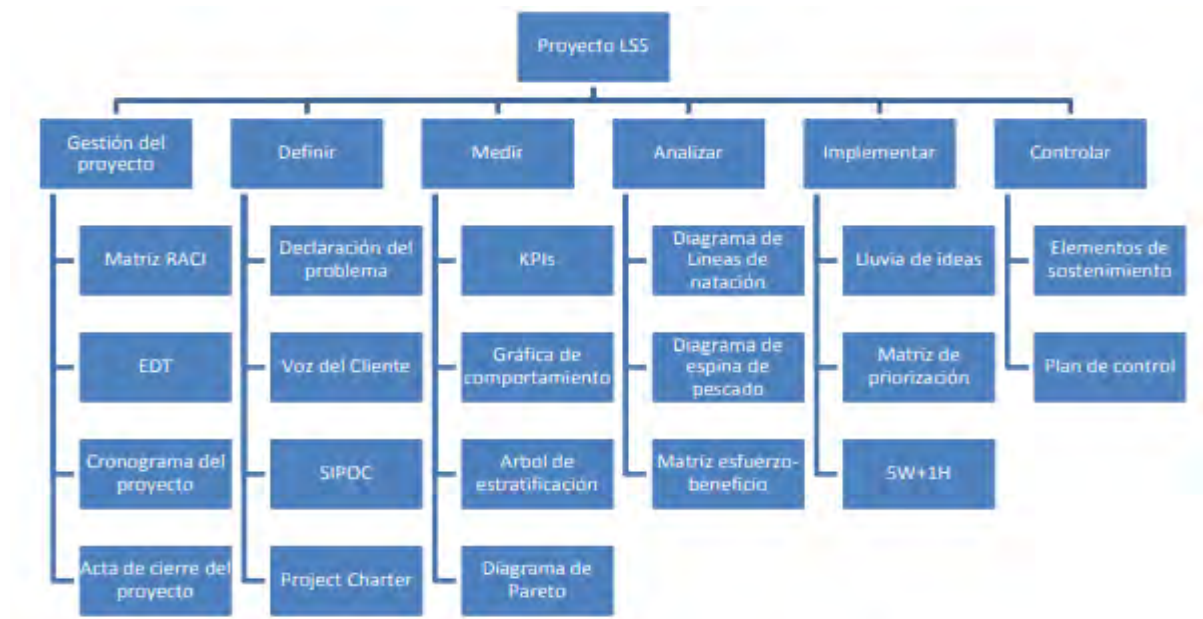 Proyecto LSS
Gestión del
proyecto
Definir
Medir
Analizar
Implementar
Controlar
Matriz RACI
Declaración del
problema
KPIs
Diagrama de
Lineas de
natación
Lluvia de ideas
Elementos de
sostenimiento
EDT
Voz del Cliente
Gráfica de
comportamiento
Diagrama de
espina de
pescado
Matriz de
priorización
Plan de control
Cronograma del
proyecto
SIPOC
Arbol de
estratificación
Matriz esfuerzo-
beneficio
5W+1H
Acta de cierre del
proyecto
Project Charter
Diagrama de
Pareto